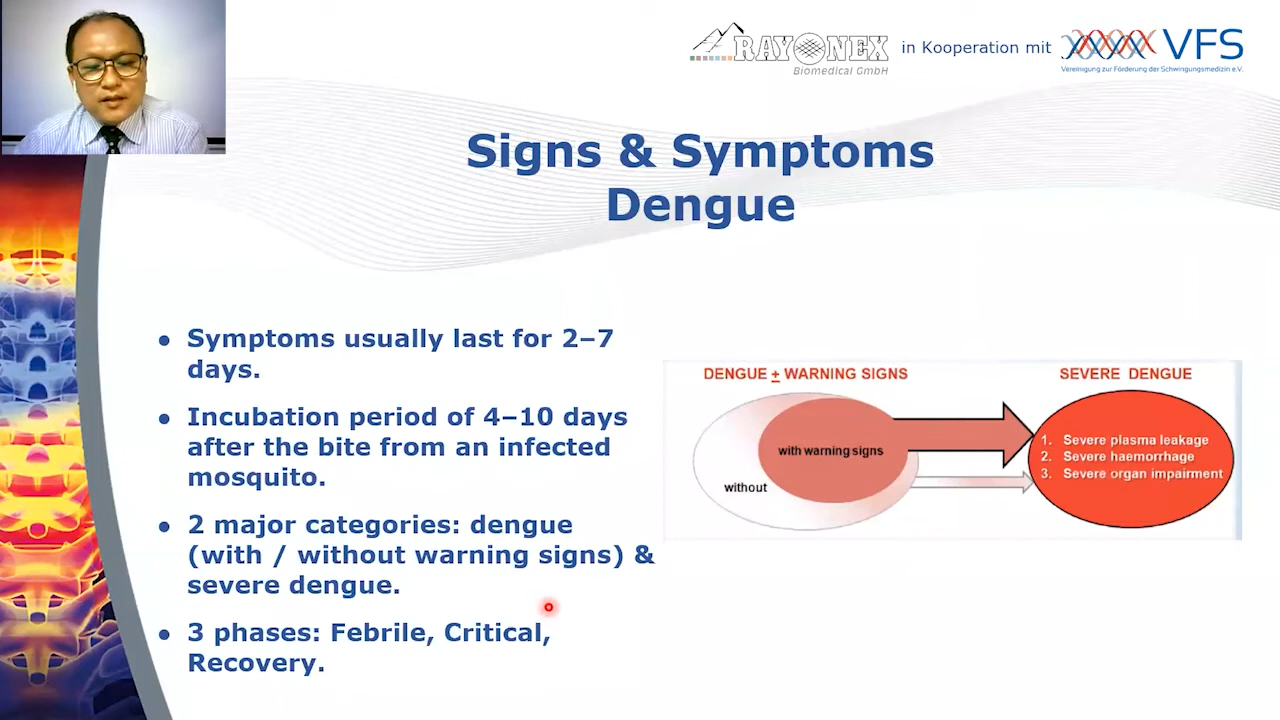 RAYONEX
Biomedical GmbH
in Kooperation mit
VFS
Vereinigung zur Förderung der Schwingungsmedizin e.V.
Signs & Symptoms
Dengue
● Symptoms usually last for 2–7
days.
● Incubation period of 4–10 days
after the bite from an infected
mosquito.
● 2 major categories: dengue
(with / without warning signs) &
severe dengue.
● 3 phases: Febrile, Critical,
Recovery.
DENGUE ± WARNING SIGNS
with warning signs
without
SEVERE DENGUE
1. Severe plasma leakage
2. Severe haemorrhage
3. Severe organ impairment